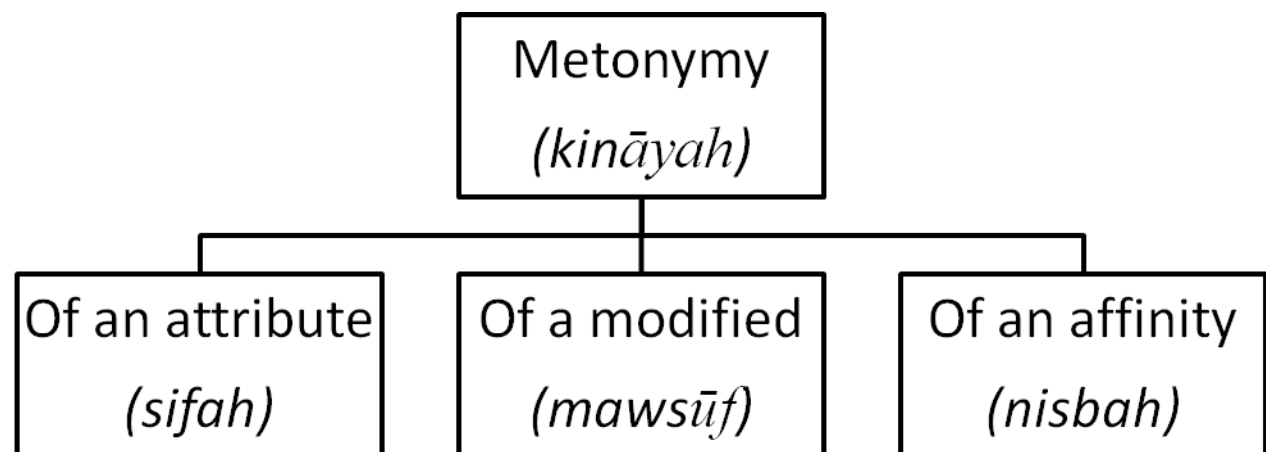 Metonymy
(kināyah)
Of an attribute
(sifah)
Of a modified
(mawsūf)
Of an affinity
(nisbah)